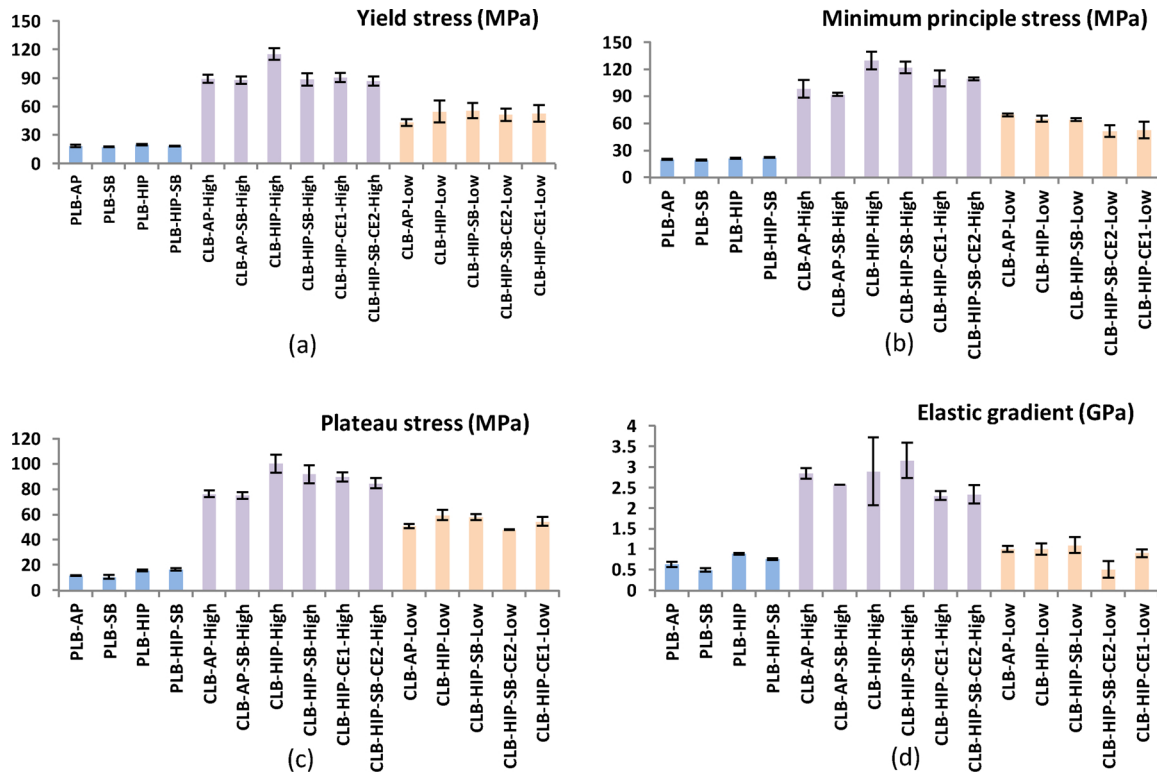 Yield stress (MPa)
150
120
90
60
30
0
PLB-AP
PLB-SB
PLB-HIP
PLB-HIP-SB
CLB-AP-High
CLB-AP-SB-High
CLB-HIP-High
CLB-HIP-SB-High
CLB-HIP-CE1-High
CLB-HIP-SB-CE2-High
CLB-AP-Low
CLB-HIP-Low
CLB-HIP-SB-Low
CLB-HIP-SB-CE2-Low
CLB-HIP-CE1-Low
(a)
Minimum principle stress (MPa)
150
120
90
60
30
0
PLB-AP
PLB-SB
PLB-HIP
PLB-HIP-SB
CLB-AP-High
CLB-AP-SB-High
CLB-HIP-High
CLB-HIP-SB-High
CLB-HIP-CE1-High
CLB-HIP-SB-CE2-High
CLB-AP-Low
CLB-HIP-Low
CLB-HIP-SB-Low
CLB-HIP-SB-CE2-Low
CLB-HIP-CE1-Low
(b)
Plateau stress (MPa)
120
100
80
60
40
20
0
PLB-AP
PLB-SB
PLB-HIP
PLB-HIP-SB
CLB-AP-High
CLB-AP-SB-High
CLB-HIP-High
CLB-HIP-SB-High
CLB-HIP-CE1-High
CLB-HIP-SB-CE2-High
CLB-AP-Low
CLB-HIP-Low
CLB-HIP-SB-Low
CLB-HIP-SB-CE2-Low
CLB-HIP-CE1-Low
(c)
Elastic gradient (GPa)
4
3.5
3
2.5
2
1.5
1
0.5
0
PLB-AP
PLB-SB
PLB-HIP
PLB-HIP-SB
CLB-AP-High
CLB-AP-SB-High
CLB-HIP-High
CLB-HIP-SB-High
CLB-HIP-CE1-High
CLB-HIP-SB-CE2-High
CLB-AP-Low
CLB-HIP-Low
CLB-HIP-SB-Low
CLB-HIP-SB-CE2-Low
CLB-HIP-CE1-Low
(d)